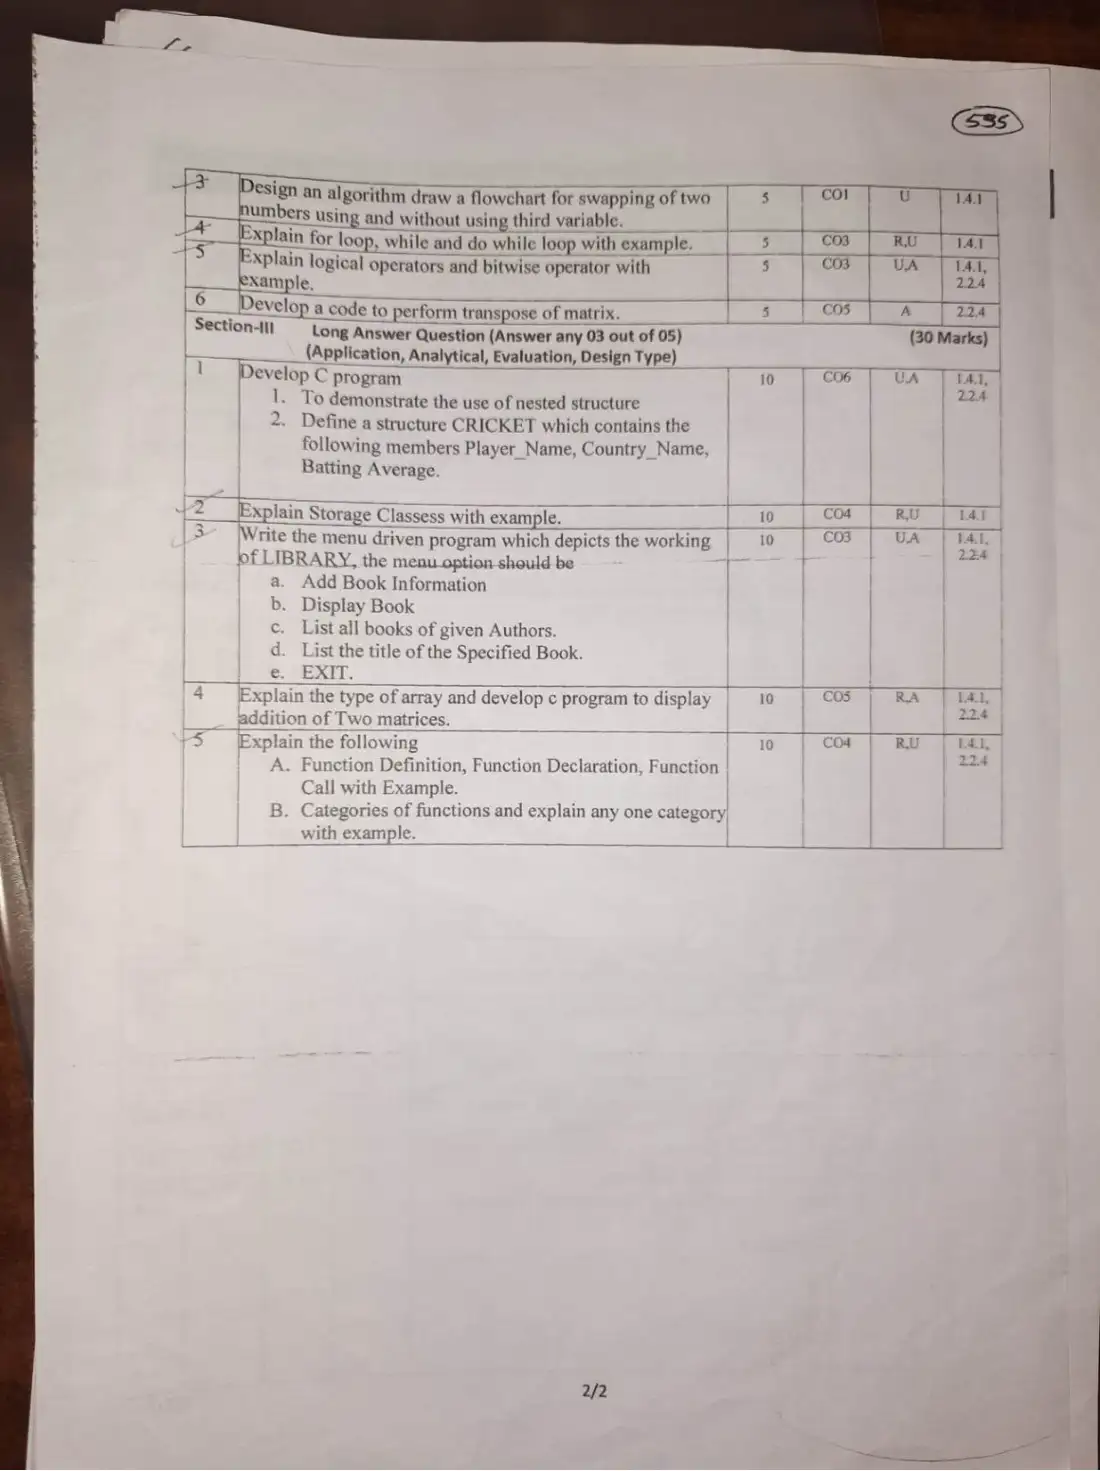 595
3 Design an algorithm draw a flowchart for swapping of two 5 CO1 U 1.4.1
numbers using and without using third variable.
4 Explain for loop, while and do while loop with example. 5 CO3 R,U 1.4.1
5 Explain logical operators and bitwise operator with 5 CO3 U,A 1.4.1,
example. 2.2.4
6 Develop a code to perform transpose of matrix. 5 CO5 A 2.2.4
Section-III Long Answer Question (Answer any 03 out of 05) (30 Marks)
(Application, Analytical, Evaluation, Design Type)
1 Develop C program 10 CO6 U,A 1.4.1,
1. To demonstrate the use of nested structure 2.2.4
2. Define a structure CRICKET which contains the
following members Player_Name, Country_Name,
Batting Average.
2 Explain Storage Classess with example. 10 CO4 R,U 1.4.1
3 Write the menu driven program which depicts the working 10 CO3 U,A 1.4.1,
of LIBRARY, the menu option should be 2.2.4
a. Add Book Information
b. Display Book
c. List all books of given Authors.
d. List the title of the Specified Book.
e. EXIT.
4 Explain the type of array and develop c program to display 10 CO5 R,A 1.4.1,
addition of Two matrices. 2.2.4
5 Explain the following 10 CO4 R,U 1.4.1,
A. Function Definition, Function Declaration, Function 2.2.4
Call with Example.
B. Categories of functions and explain any one category
with example.
2/2